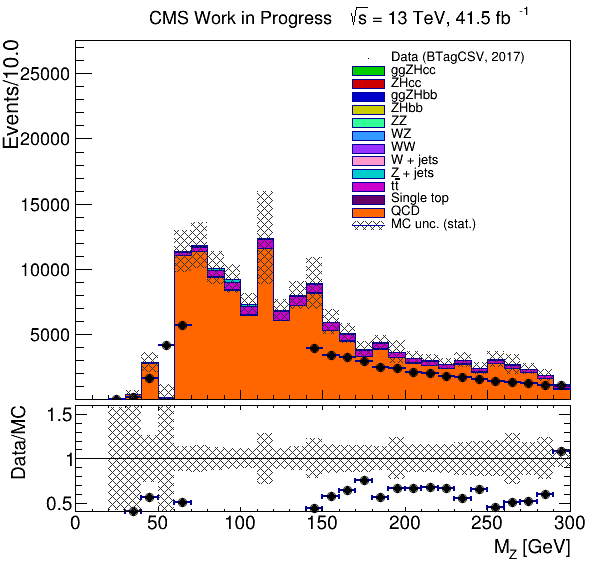 CMS Work in Progress √s = 13 TeV, 41.5 fb -1
Events/10.0
25000
20000
15000
10000
5000
Data (BTagCSV, 2017)
ggZHcc
ZHcc
ggZHbb
ZHbb
ZZ
WZ
WW
W + jets
Z + jets
tt
Single top
QCD
MC unc. (stat.)
Data/MC
1.5
1
0.5
0 50 100 150 200 250 300
MZ [GeV]